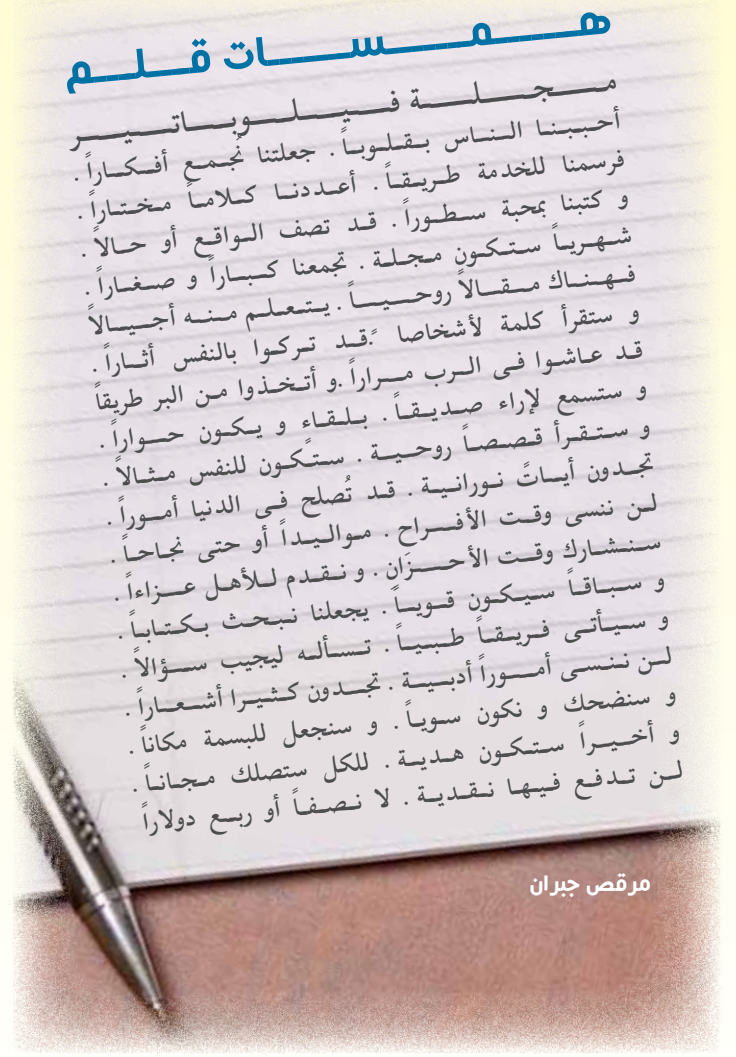 همسات قلم
مجلة فيلوباتير
أحببنا الناس بقلوباً . جعلتنا نُجمع أفكاراً .
فرسمنا للخدمة طريقاً . أعددنا كلاماً مختاراً .
و كتبنا بمحبة سطوراً . قد تصف الواقع أو حالاً .
شهرياً ستكون مجلة . تجمعنا كباراً و صغاراً .
فهناك مقالاً روحياً . يتعلم منه أجيالاً
و ستقرأ كلمة لأشخاصا ً. قد تركوا بالنفس أثاراً .
قد عاشوا فى الرب مراراً . و أتخذوا من البر طريقاً
و ستسمع لإراء صديقاً . بلقاء و يكون حواراً .
و ستقرأ قصصاً روحية . ستكون للنفس مثالاً .
تجدون أيساتً نورانية . قد تُصلح فى الدنيا أموراً .
لن ننسى وقت الأفراحٍ . مواليداً أو حتى نجاحاً .
سنشارك وقت الأحزَانٍ . و نقدم للأهل عزاءاً .
و سباقاً سيكون قوياً . يجعلنا نبحث بكتاباً .
و سيأتى فريقاً طبياً . تسأله ليجيب سؤالاً .
لن ننسى أموراً أدبية . تجدون كثيرا أشعاراً .
و سنضحك و نكون سوياً . و سنجعل للبسمة مكاناً .
و أخيراً ستكون هدية . للكل ستصلك مجاناً .
لن تدفع فيها نقدية . لا نصفاً أو ربع دولاراً
مرقص جبران